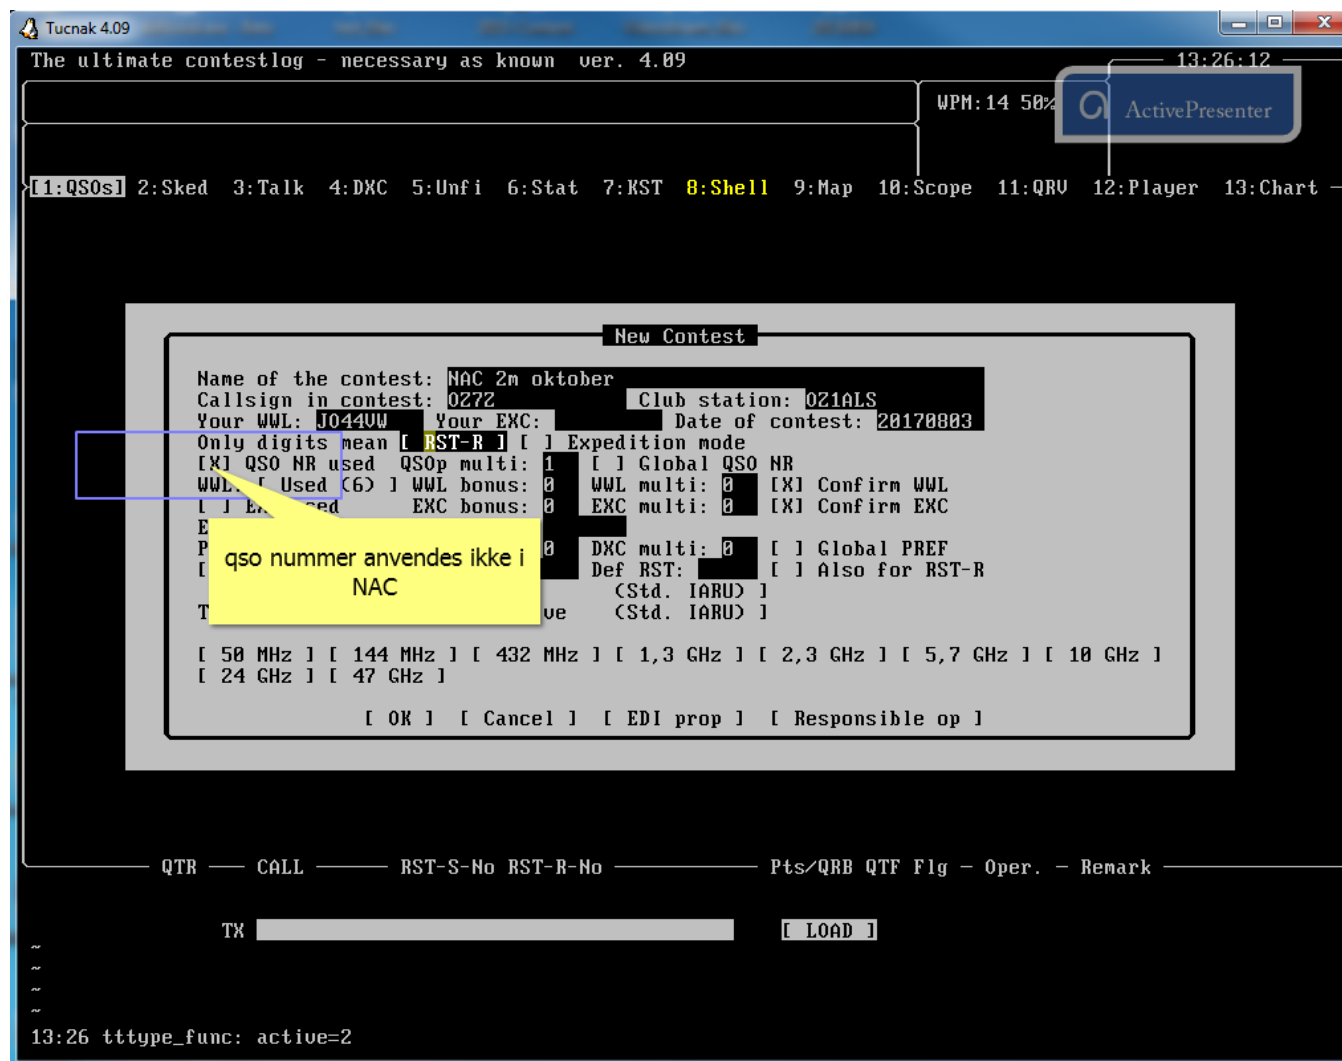 Tucnak 4.09
The ultimate contestlog - necessary as known ver. 4.09 13:26:12
WPM:14 50%
ActivePresenter
[1:QSOs] 2:Sked 3:Talk 4:DXC 5:Unfi 6:Stat 7:KST 8:Shell 9:Map 10:Scope 11:QRV 12:Player 13:Chart
New Contest
Name of the contest: NAC 2m oktober
Callsign in contest: OZ7Z Club station: OZ1ALS
Your WWL: JO44VW Your EXC: Date of contest: 20170803
Only digits mean [ RST-R ] [ ] Expedition mode
[X] QSO NR used QSOp multi: 1 [ ] Global QSO NR
WWL: [ Used (6) ] WWL bonus: 0 WWL multi: 0 [X] Confirm WWL
[ ] used EXC bonus: 0 EXC multi: 0 [X] Confirm EXC
E
P 0 DXC multi: 0 [ ] Global PREF
[ Def RST: [ ] Also for RST-R
(Std. IARU) ]
T ve (Std. IARU) ]
qso nummer anvendes ikke i
NAC
[ 50 MHz ] [ 144 MHz ] [ 432 MHz ] [ 1,3 GHz ] [ 2,3 GHz ] [ 5,7 GHz ] [ 10 GHz ]
[ 24 GHz ] [ 47 GHz ]
[ OK ] [ Cancel ] [ EDI prop ] [ Responsible op ]
QTR CALL RST-S-No RST-R-No Pts/QRB QTF Flg - Oper. - Remark
TX [ LOAD ]
~
~
~
~
13:26 tttype_func: active=2